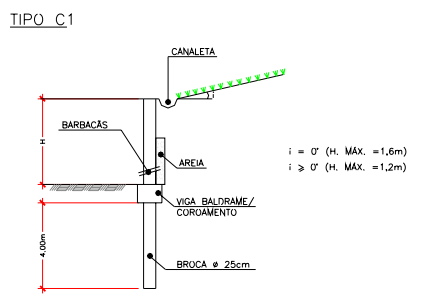 TIPO C1
CANALETA
i
BARBACÃS
H
AREIA
i = 0° (H. MÁX. =1,6m)
i ⩾ 0° (H. MÁX. =1,2m)
VIGA BALDRAME/
COROAMENTO
4.00m
BROCA ø 25cm